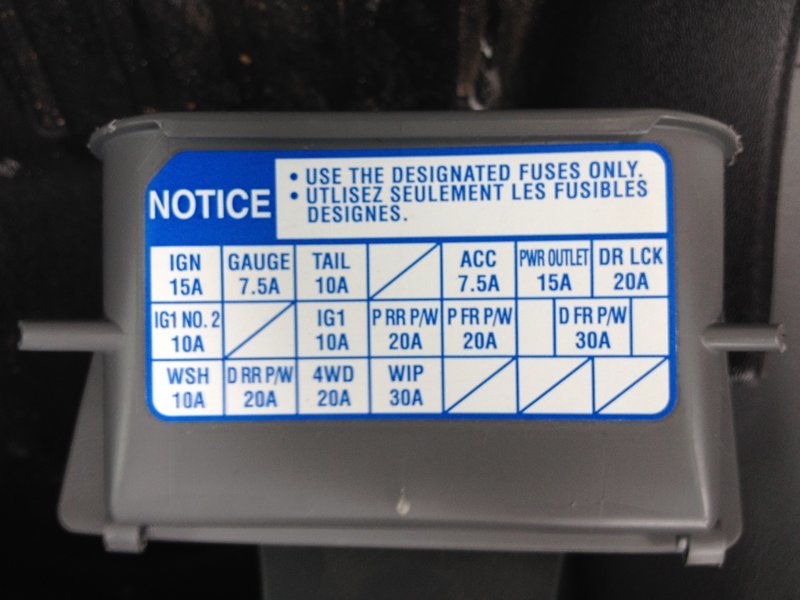 NOTICE
• USE THE DESIGNATED FUSES ONLY.
• UTLISEZ SEULEMENT LES FUSIBLES
DESIGNES.
IGN GAUGE TAIL ACC PWR OUTLET DR LCK
15A 7.5A 10A 7.5A 15A 20A
IG1 NO. 2 IG1 P RR P/W P FR P/W D FR P/W
10A 10A 20A 20A 30A
WSH D RR P/W 4WD WIP
10A 20A 20A 30A